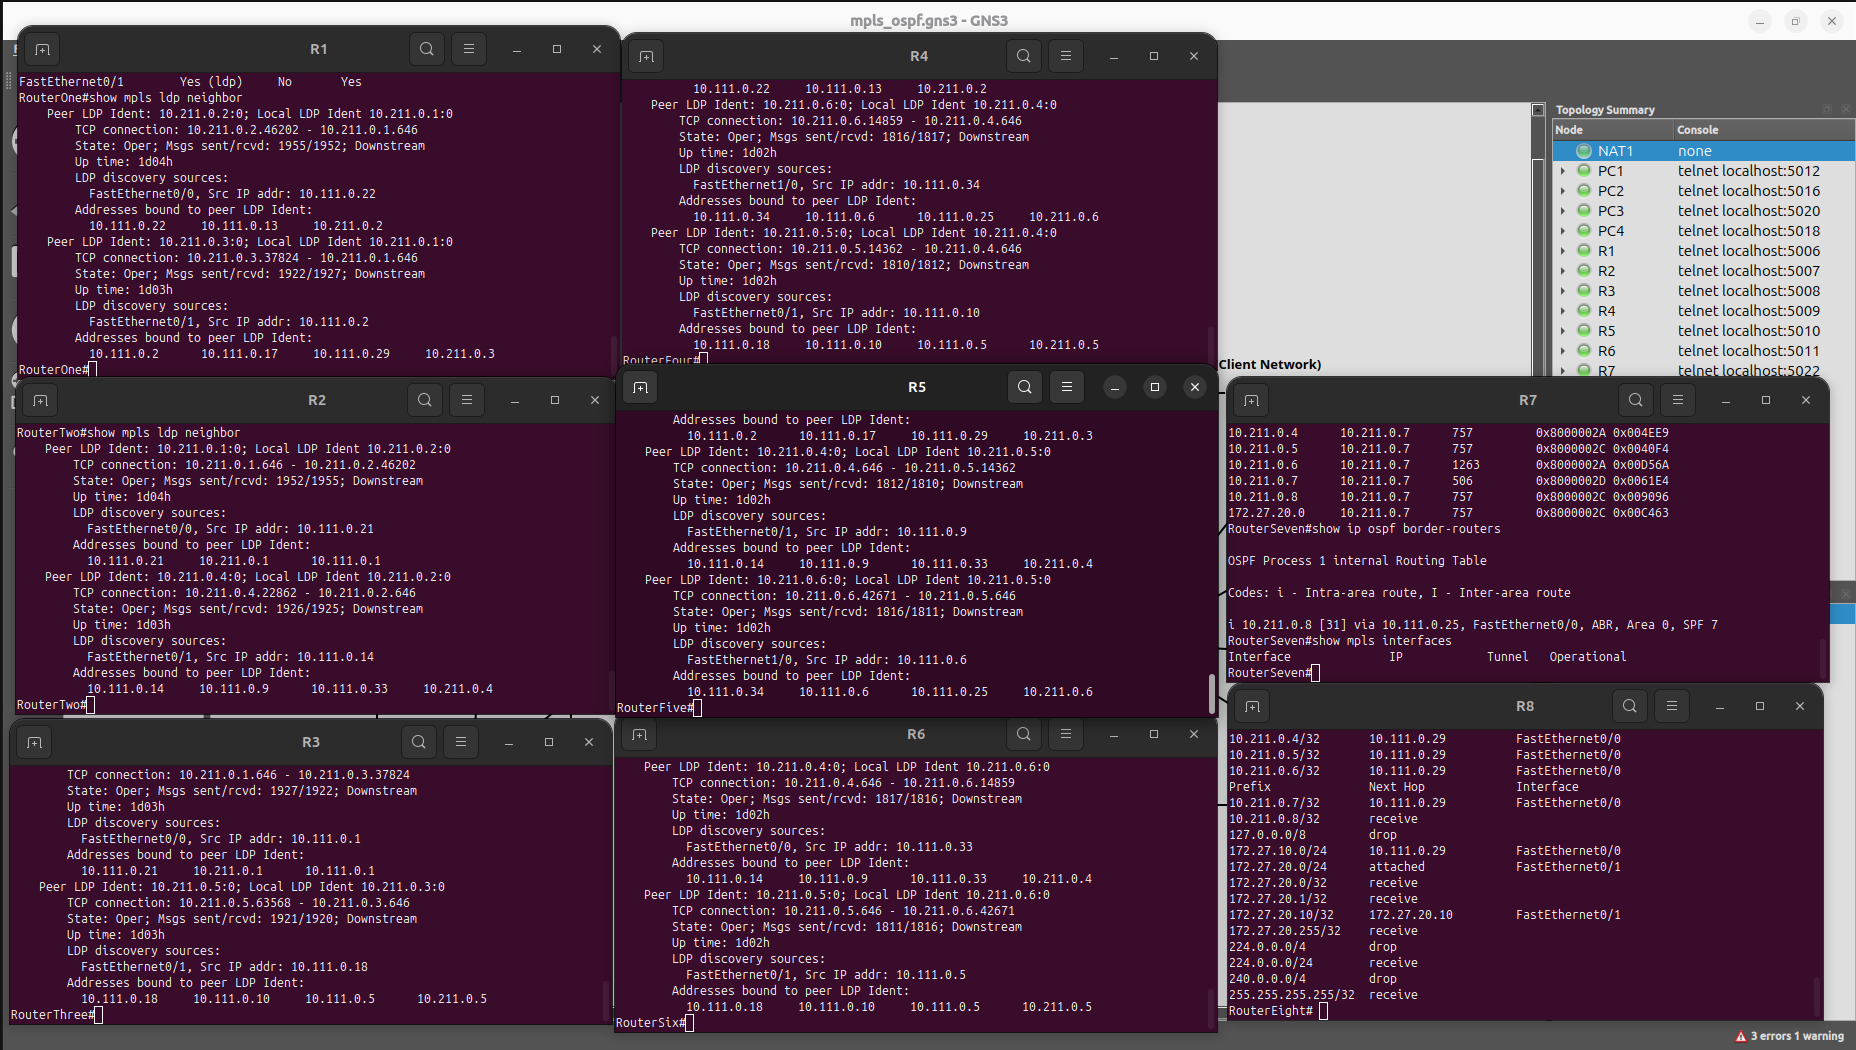 mpls_ospf.gns3 - GNS3
R1
FastEthernet0/1        Yes (ldp)     No       Yes
RouterOne#show mpls ldp neighbor
Peer LDP Ident: 10.211.0.2:0; Local LDP Ident 10.211.0.1:0
TCP connection: 10.211.0.2.46202 - 10.211.0.1.646
State: Oper; Msgs sent/rcvd: 1955/1952; Downstream
Up time: 1d04h
LDP discovery sources:
FastEthernet0/0, Src IP addr: 10.111.0.22
Addresses bound to peer LDP Ident:
10.111.0.22     10.111.0.13     10.211.0.2
Peer LDP Ident: 10.211.0.3:0; Local LDP Ident 10.211.0.1:0
TCP connection: 10.211.0.3.37824 - 10.211.0.1.646
State: Oper; Msgs sent/rcvd: 1922/1927; Downstream
Up time: 1d03h
LDP discovery sources:
FastEthernet0/1, Src IP addr: 10.111.0.2
Addresses bound to peer LDP Ident:
10.111.0.2      10.111.0.17     10.111.0.29     10.211.0.3
RouterOne#
R4
10.111.0.22     10.111.0.13     10.211.0.2
Peer LDP Ident: 10.211.0.6:0; Local LDP Ident 10.211.0.4:0
TCP connection: 10.211.0.6.14859 - 10.211.0.4.646
State: Oper; Msgs sent/rcvd: 1816/1817; Downstream
Up time: 1d02h
LDP discovery sources:
FastEthernet1/0, Src IP addr: 10.111.0.34
Addresses bound to peer LDP Ident:
10.111.0.34     10.111.0.6      10.111.0.25     10.211.0.6
Peer LDP Ident: 10.211.0.5:0; Local LDP Ident 10.211.0.4:0
TCP connection: 10.211.0.5.14362 - 10.211.0.4.646
State: Oper; Msgs sent/rcvd: 1810/1812; Downstream
Up time: 1d02h
LDP discovery sources:
FastEthernet0/1, Src IP addr: 10.111.0.10
Addresses bound to peer LDP Ident:
10.111.0.18     10.111.0.10     10.111.0.5      10.211.0.5
RouterFour#
Topology Summary
Node Console
NAT1 none
PC1 telnet localhost:5012
PC2 telnet localhost:5016
PC3 telnet localhost:5020
PC4 telnet localhost:5018
R1 telnet localhost:5006
R2 telnet localhost:5007
R3 telnet localhost:5008
R4 telnet localhost:5009
R5 telnet localhost:5010
R6 telnet localhost:5011
R7 telnet localhost:5022
Client Network)
R2
RouterTwo#show mpls ldp neighbor
Peer LDP Ident: 10.211.0.1:0; Local LDP Ident 10.211.0.2:0
TCP connection: 10.211.0.1.646 - 10.211.0.2.46202
State: Oper; Msgs sent/rcvd: 1952/1955; Downstream
Up time: 1d04h
LDP discovery sources:
FastEthernet0/0, Src IP addr: 10.111.0.21
Addresses bound to peer LDP Ident:
10.111.0.21     10.211.0.1      10.111.0.1
Peer LDP Ident: 10.211.0.4:0; Local LDP Ident 10.211.0.2:0
TCP connection: 10.211.0.4.22862 - 10.211.0.2.646
State: Oper; Msgs sent/rcvd: 1926/1925; Downstream
Up time: 1d03h
LDP discovery sources:
FastEthernet0/1, Src IP addr: 10.111.0.14
Addresses bound to peer LDP Ident:
10.111.0.14     10.111.0.9      10.111.0.33     10.211.0.4
RouterTwo#
R5
Addresses bound to peer LDP Ident:
10.111.0.2      10.111.0.17     10.111.0.29     10.211.0.3
Peer LDP Ident: 10.211.0.4:0; Local LDP Ident 10.211.0.5:0
TCP connection: 10.211.0.4.646 - 10.211.0.5.14362
State: Oper; Msgs sent/rcvd: 1812/1810; Downstream
Up time: 1d02h
LDP discovery sources:
FastEthernet0/1, Src IP addr: 10.111.0.9
Addresses bound to peer LDP Ident:
10.111.0.14     10.111.0.9      10.111.0.33     10.211.0.4
Peer LDP Ident: 10.211.0.6:0; Local LDP Ident 10.211.0.5:0
TCP connection: 10.211.0.6.42671 - 10.211.0.5.646
State: Oper; Msgs sent/rcvd: 1816/1811; Downstream
Up time: 1d02h
LDP discovery sources:
FastEthernet1/0, Src IP addr: 10.111.0.6
Addresses bound to peer LDP Ident:
10.111.0.34     10.111.0.6      10.111.0.25     10.211.0.6
RouterFive#
R7
10.211.0.4      10.211.0.7      757         0x8000002A 0x004EE9
10.211.0.5      10.211.0.7      757         0x8000002C 0x0040F4
10.211.0.6      10.211.0.7      1263        0x8000002A 0x00D56A
10.211.0.7      10.211.0.7      506         0x8000002D 0x0061E4
10.211.0.8      10.211.0.7      757         0x8000002C 0x009096
172.27.20.0     10.211.0.7      757         0x8000002C 0x00C463
RouterSeven#show ip ospf border-routers
OSPF Process 1 internal Routing Table
Codes: i - Intra-area route, I - Inter-area route
i 10.211.0.8 [31] via 10.111.0.25, FastEthernet0/0, ABR, Area 0, SPF 7
RouterSeven#show mpls interfaces
Interface              IP            Tunnel   Operational
RouterSeven#
R3
TCP connection: 10.211.0.1.646 - 10.211.0.3.37824
State: Oper; Msgs sent/rcvd: 1927/1922; Downstream
Up time: 1d03h
LDP discovery sources:
FastEthernet0/0, Src IP addr: 10.111.0.1
Addresses bound to peer LDP Ident:
10.111.0.21     10.211.0.1      10.111.0.1
Peer LDP Ident: 10.211.0.5:0; Local LDP Ident 10.211.0.3:0
TCP connection: 10.211.0.5.63568 - 10.211.0.3.646
State: Oper; Msgs sent/rcvd: 1921/1920; Downstream
Up time: 1d03h
LDP discovery sources:
FastEthernet0/1, Src IP addr: 10.111.0.18
Addresses bound to peer LDP Ident:
10.111.0.18     10.111.0.10     10.111.0.5      10.211.0.5
RouterThree#
R6
Peer LDP Ident: 10.211.0.4:0; Local LDP Ident 10.211.0.6:0
TCP connection: 10.211.0.4.646 - 10.211.0.6.14859
State: Oper; Msgs sent/rcvd: 1817/1816; Downstream
Up time: 1d02h
LDP discovery sources:
FastEthernet0/0, Src IP addr: 10.111.0.33
Addresses bound to peer LDP Ident:
10.111.0.14     10.111.0.9      10.111.0.33     10.211.0.4
Peer LDP Ident: 10.211.0.5:0; Local LDP Ident 10.211.0.6:0
TCP connection: 10.211.0.5.646 - 10.211.0.6.42671
State: Oper; Msgs sent/rcvd: 1811/1816; Downstream
Up time: 1d02h
LDP discovery sources:
FastEthernet0/1, Src IP addr: 10.111.0.5
Addresses bound to peer LDP Ident:
10.111.0.18     10.111.0.10     10.111.0.5      10.211.0.5
RouterSix#
R8
10.211.0.4/32       10.111.0.29          FastEthernet0/0
10.211.0.5/32       10.111.0.29          FastEthernet0/0
10.211.0.6/32       10.111.0.29          FastEthernet0/0
Prefix              Next Hop             Interface
10.211.0.7/32       10.111.0.29          FastEthernet0/0
10.211.0.8/32       receive
127.0.0.0/8         drop
172.27.10.0/24      10.111.0.29          FastEthernet0/0
172.27.20.0/24      attached             FastEthernet0/1
172.27.20.0/32      receive
172.27.20.1/32      receive
172.27.20.10/32     172.27.20.10         FastEthernet0/1
172.27.20.255/32    receive
224.0.0.0/4         drop
224.0.0.0/24        receive
240.0.0.0/4         drop
255.255.255.255/32  receive
RouterEight#
3 errors 1 warning